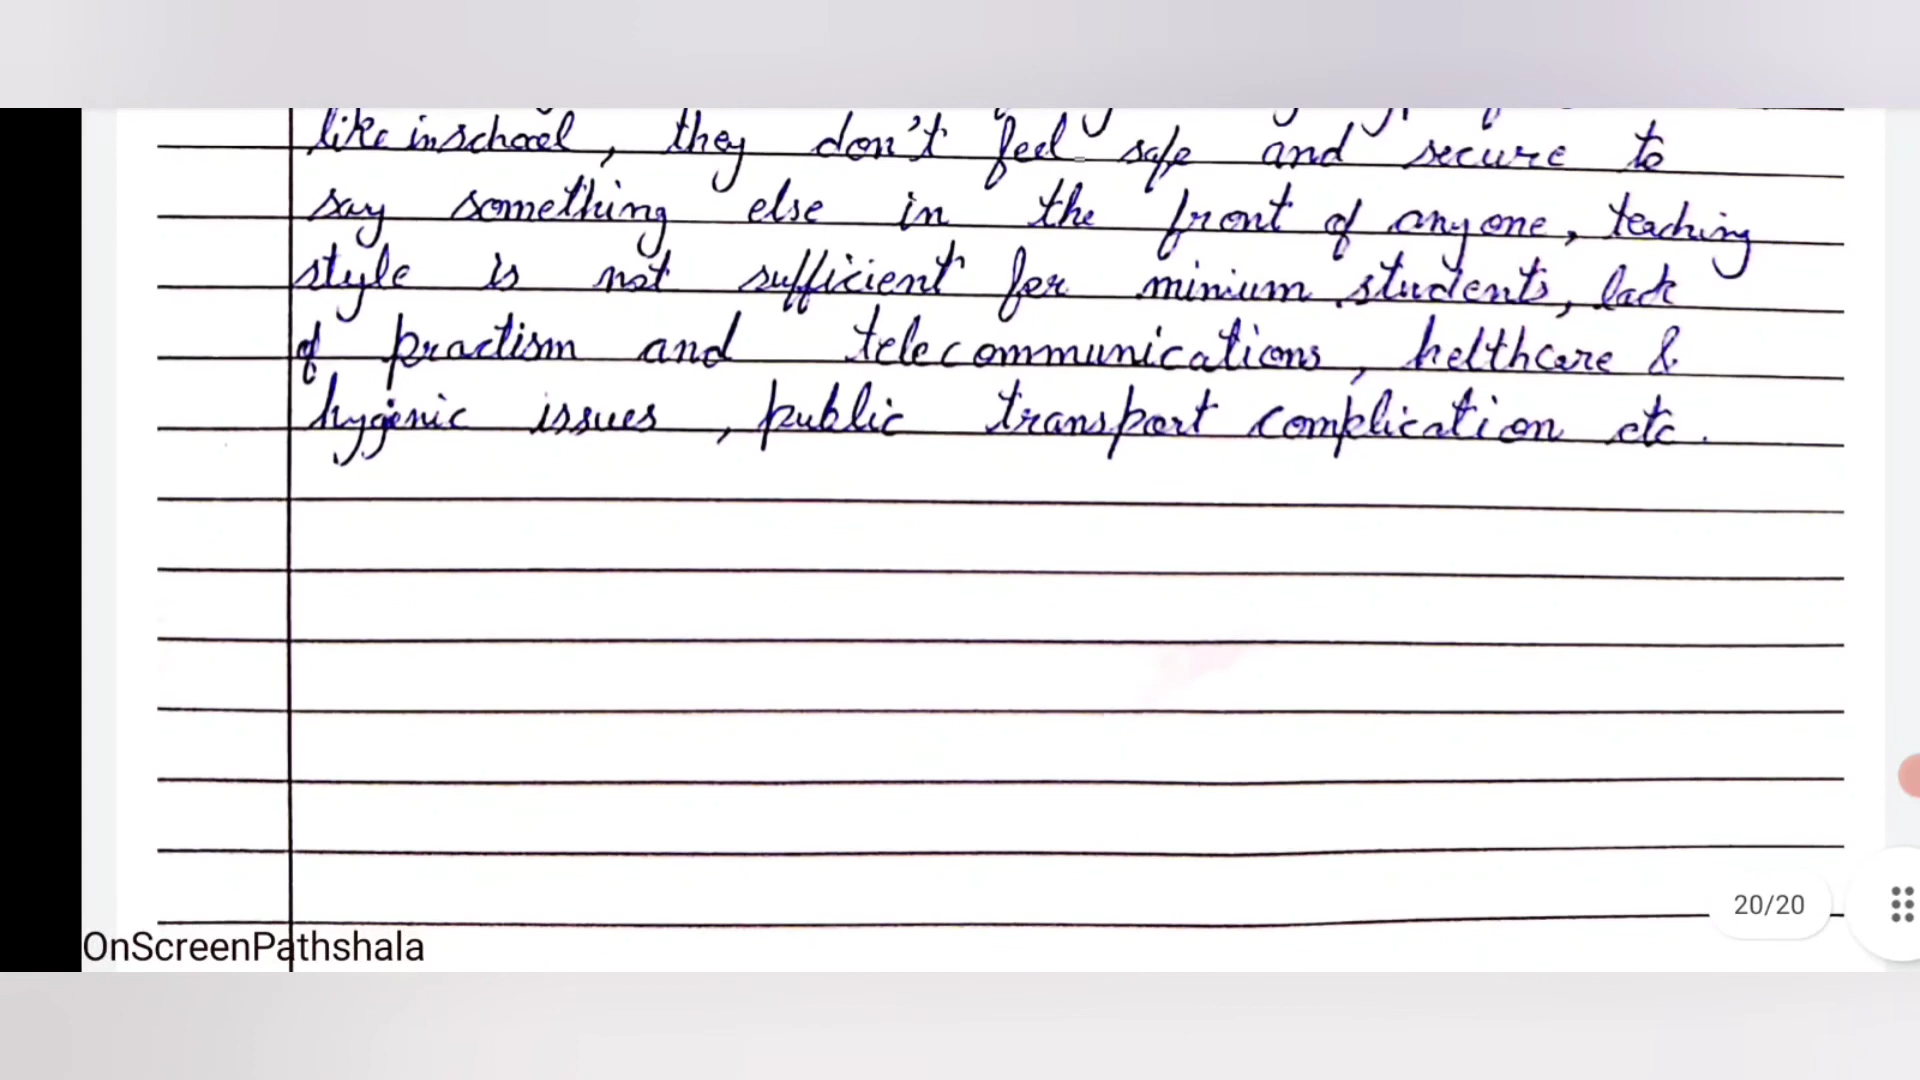 like in school, they don't feel safe and secure to
say something else in the front of anyone, teaching
style is not sufficient for minium students, lack
of practism and telecommunications, helthcare &
hygenic issues, public transport complication etc.
20/20
OnScreenPathshala